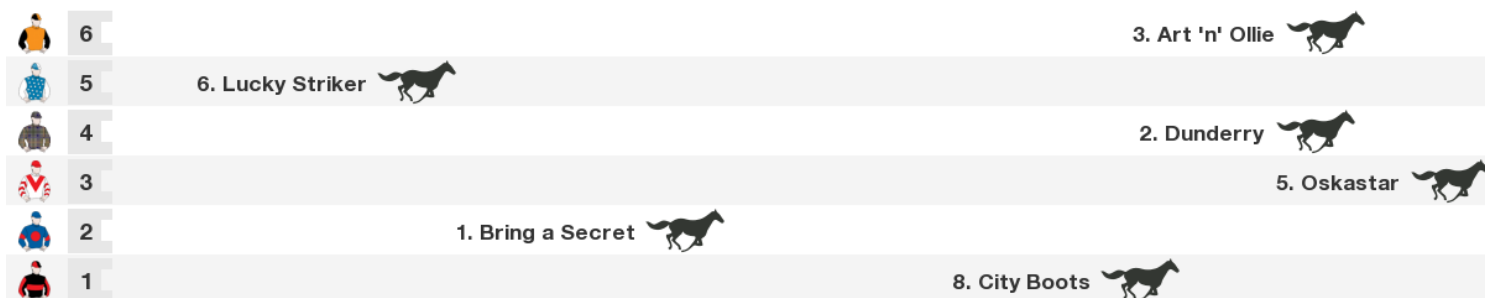 6 3. Art 'n' Ollie
5 6. Lucky Striker
4 2. Dunderry
3 5. Oskastar
2 1. Bring a Secret
1 8. City Boots